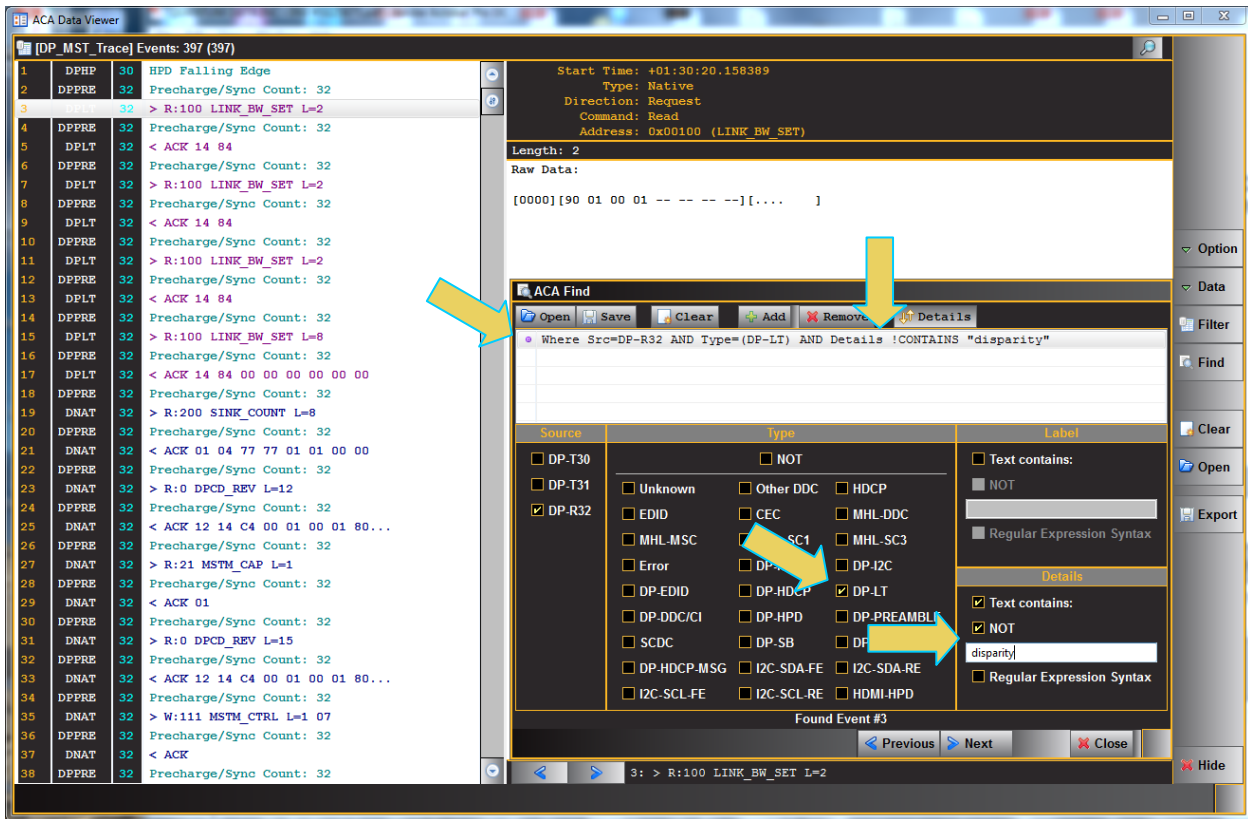 ACA Data Viewer
[DP_MST_Trace] Events: 397 (397)
1 DPHP 30 HPD Falling Edge
2 DPPRE 32 Precharge/Sync Count: 32
3 DPLT 32 > R:100 LINK_BW_SET L=2
4 DPPRE 32 Precharge/Sync Count: 32
5 DPLT 32 < ACK 14 84
6 DPPRE 32 Precharge/Sync Count: 32
7 DPLT 32 > R:100 LINK_BW_SET L=2
8 DPPRE 32 Precharge/Sync Count: 32
9 DPLT 32 < ACK 14 84
10 DPPRE 32 Precharge/Sync Count: 32
11 DPLT 32 > R:100 LINK_BW_SET L=2
12 DPPRE 32 Precharge/Sync Count: 32
13 DPLT 32 < ACK 14 84
14 DPPRE 32 Precharge/Sync Count: 32
15 DPLT 32 > R:100 LINK_BW_SET L=8
16 DPPRE 32 Precharge/Sync Count: 32
17 DPLT 32 < ACK 14 84 00 00 00 00 00 00
18 DPPRE 32 Precharge/Sync Count: 32
19 DNAT 32 > R:200 SINK_COUNT L=8
20 DPPRE 32 Precharge/Sync Count: 32
21 DNAT 32 < ACK 01 04 77 77 01 01 00 00
22 DPPRE 32 Precharge/Sync Count: 32
23 DNAT 32 > R:0 DPCD_REV L=12
24 DPPRE 32 Precharge/Sync Count: 32
25 DNAT 32 < ACK 12 14 C4 00 01 00 01 80...
26 DPPRE 32 Precharge/Sync Count: 32
27 DNAT 32 > R:21 MSTM_CAP L=1
28 DPPRE 32 Precharge/Sync Count: 32
29 DNAT 32 < ACK 01
30 DPPRE 32 Precharge/Sync Count: 32
31 DNAT 32 > R:0 DPCD_REV L=15
32 DPPRE 32 Precharge/Sync Count: 32
33 DNAT 32 < ACK 12 14 C4 00 01 00 01 80...
34 DPPRE 32 Precharge/Sync Count: 32
35 DNAT 32 > W:111 MSTM_CTRL L=1 07
36 DPPRE 32 Precharge/Sync Count: 32
37 DNAT 32 < ACK
38 DPPRE 32 Precharge/Sync Count: 32
Start Time: +01:30:20.158389
Type: Native
Direction: Request
Command: Read
Address: 0x00100 (LINK_BW_SET)
Length: 2
Raw Data:
[0000][90 01 00 01 -- -- -- --][.... ]
ACA Find
Open Save Clear Add Remove Details
Where Src=DP-R32 AND Type=(DP-LT) AND Details !CONTAINS "disparity"
Source Type Label
DP-T30 NOT Text contains:
DP-T31 Unknown Other DDC HDCP NOT
DP-R32 EDID CEC MHL-DDC
MHL-MSC SC1 MHL-SC3 Regular Expression Syntax
Error DP-I2C
Details
DP-EDID DP-HDCP DP-LT Text contains:
DP-DDC/CI DP-HPD DP-PREAMBLE NOT
SCDC DP-SB DP disparity
DP-HDCP-MSG I2C-SDA-FE I2C-SDA-RE Regular Expression Syntax
I2C-SCL-FE I2C-SCL-RE HDMI-HPD
Found Event #3
Previous Next Close
3: > R:100 LINK_BW_SET L=2
Option
Data
Filter
Find
Clear
Open
Export
Hide